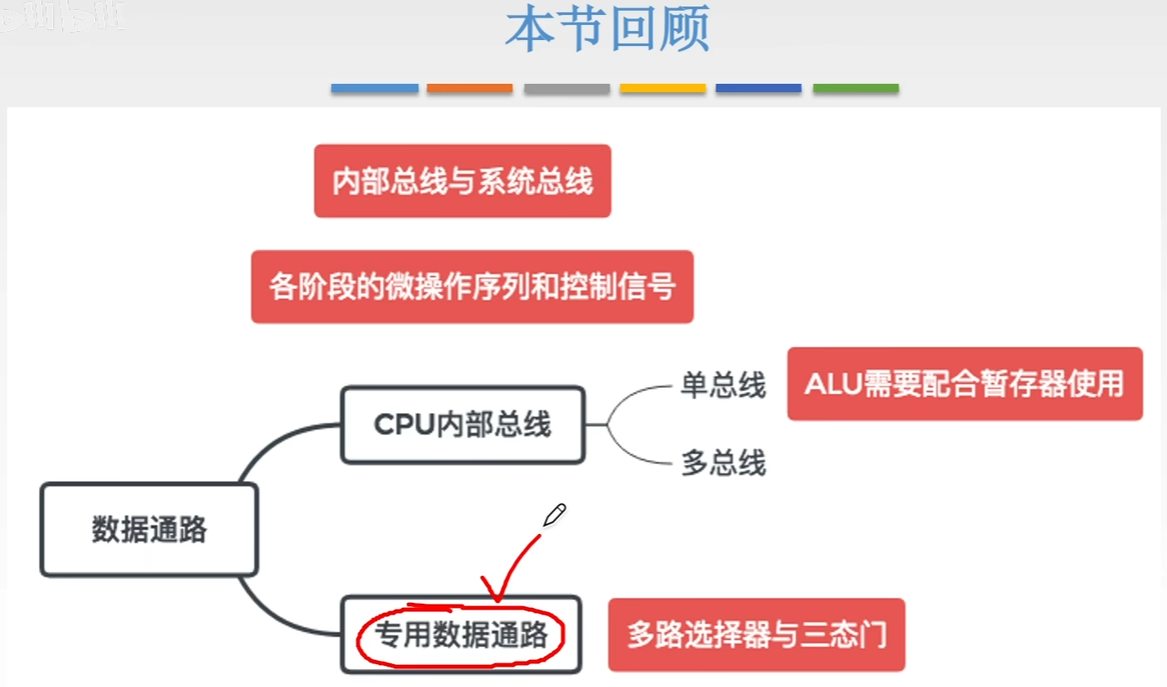 本节回顾
内部总线与系统总线
各阶段的微操作序列和控制信号
单总线
ALU需要配合暂存器使用
CPU内部总线
多总线
数据通路
专用数据通路
多路选择器与三态门